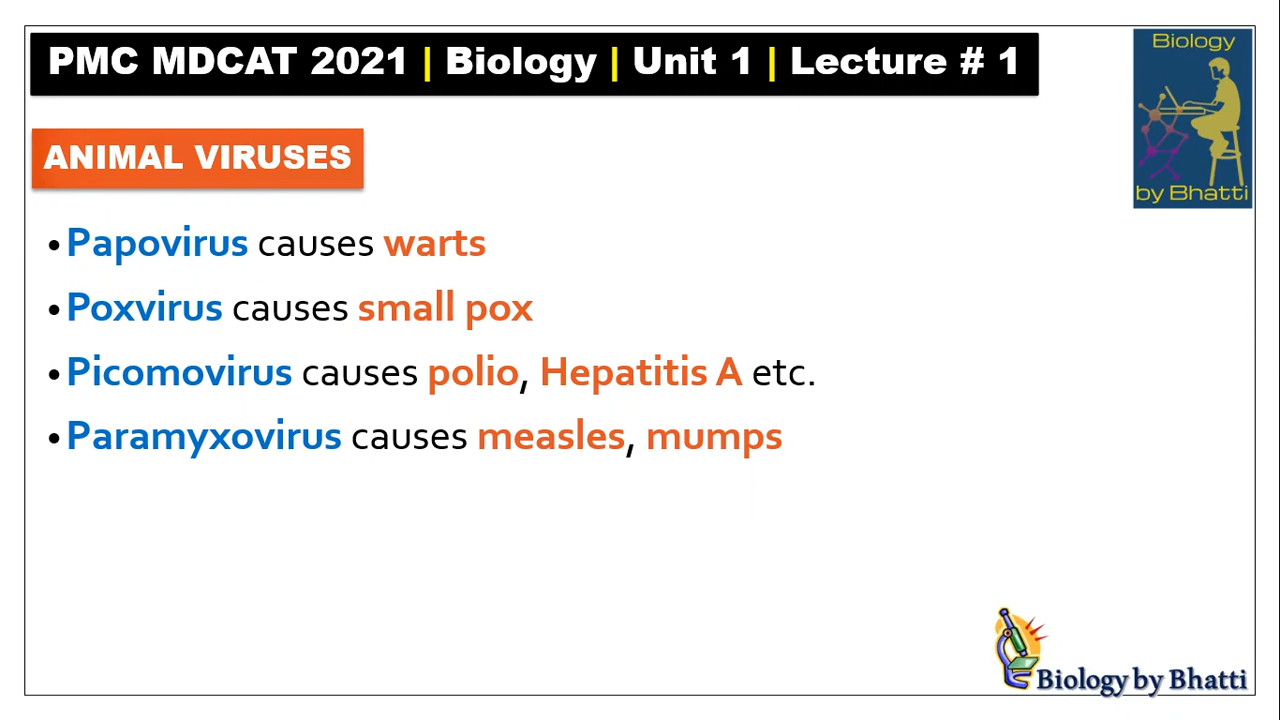 PMC MDCAT 2021 | Biology | Unit 1 | Lecture # 1
Biology
by Bhatti
ANIMAL VIRUSES
• Papovirus causes warts
• Poxvirus causes small pox
• Picomovirus causes polio, Hepatitis A etc.
• Paramyxovirus causes measles, mumps
Biology by Bhatti